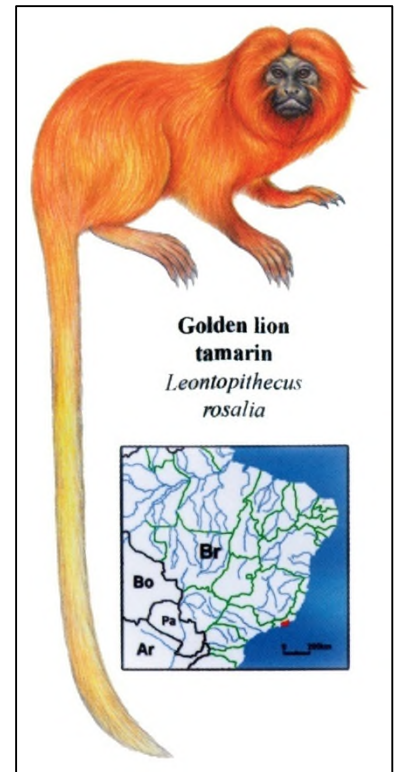 Golden lion
tamarin
Leontopithecus
rosalia
Br
Bo
Pa
Ar